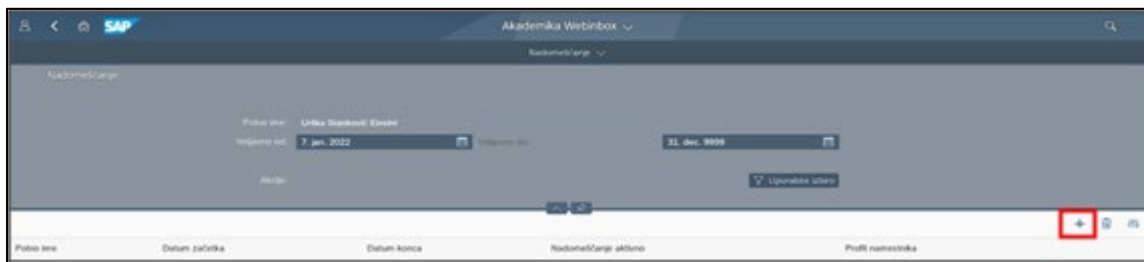 SAP Akademika Webinbox
Nadomeščanje
Nadomeščanje
Polno ime: Urška Stanković Elesini
Veljavno od: 7. jan. 2022 Veljavno do: 31. dec. 9999
Akcije: Uporabite izbiro
Polno ime Datum začetka Datum konca Nadomeščanje aktivno Profil namestnika